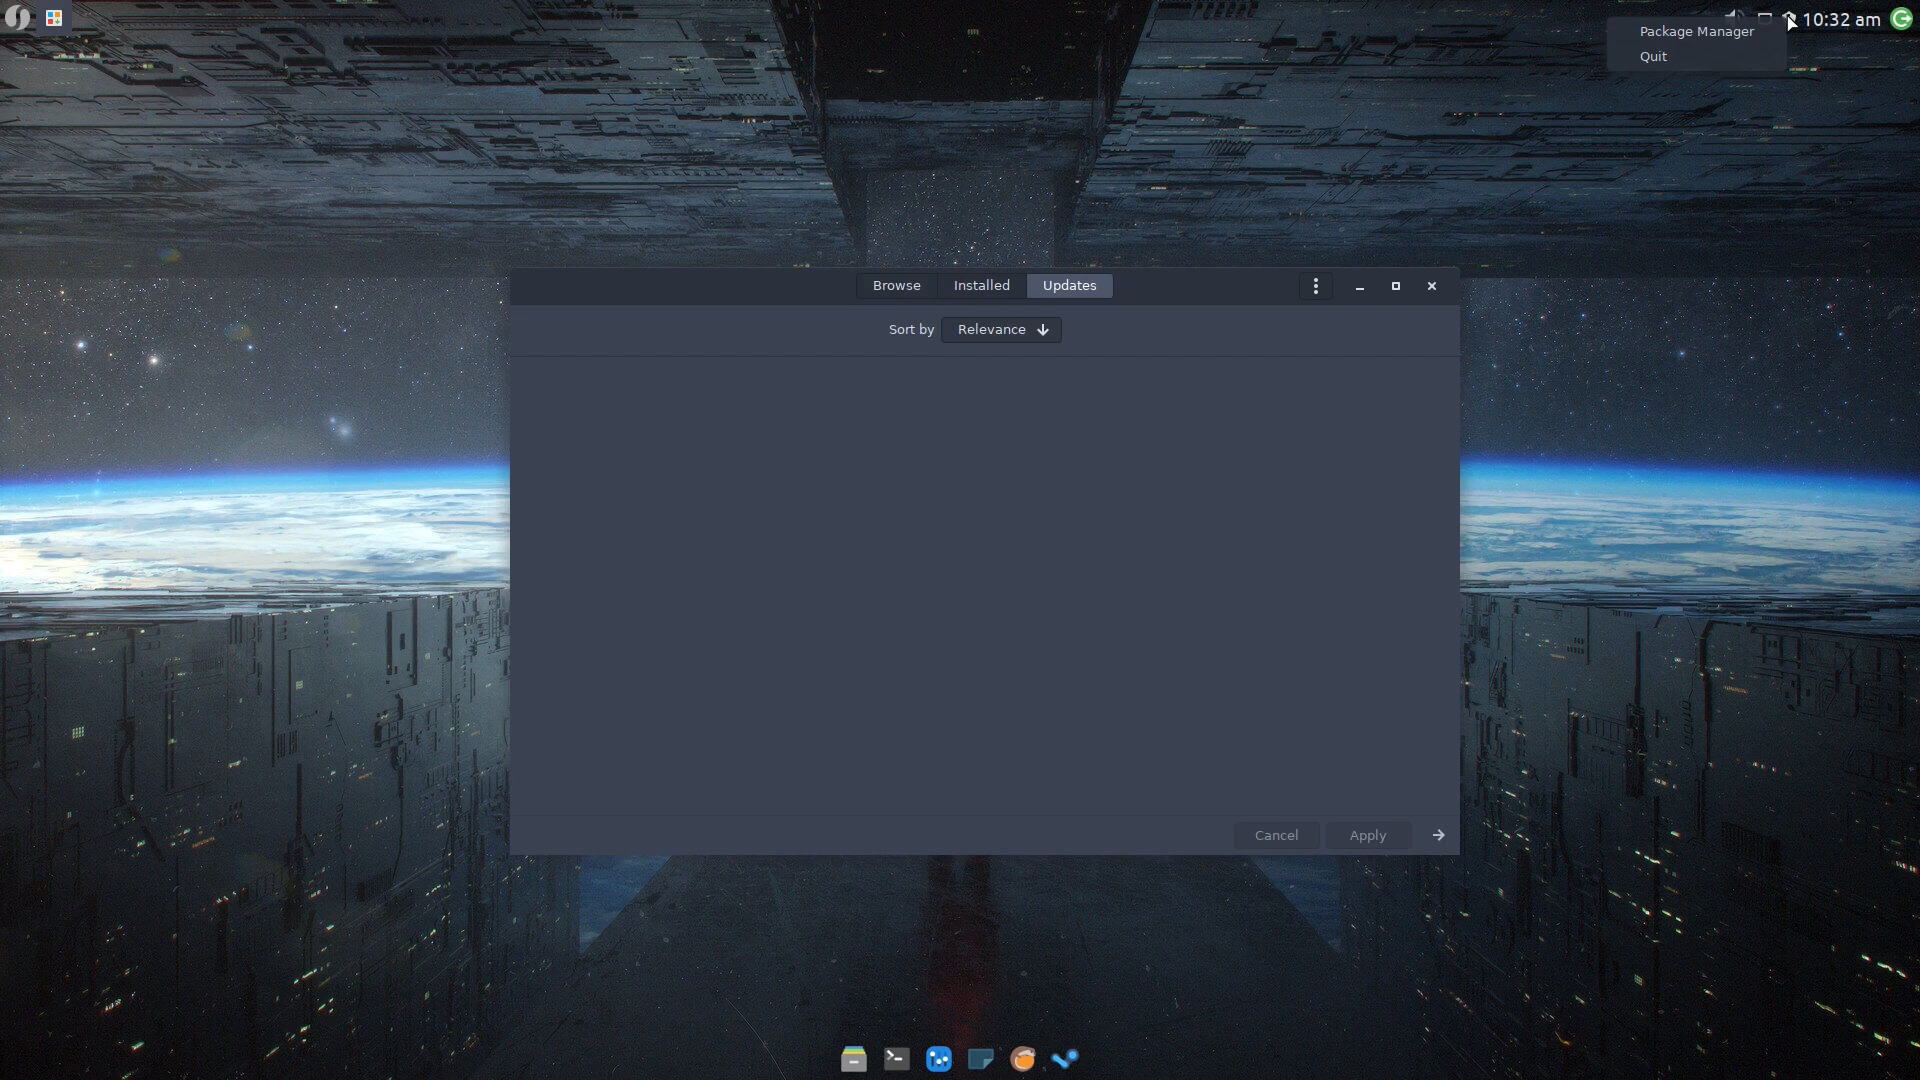 10:32 am
Package Manager
Quit
Browse Installed Updates
Sort by Relevance
Cancel Apply